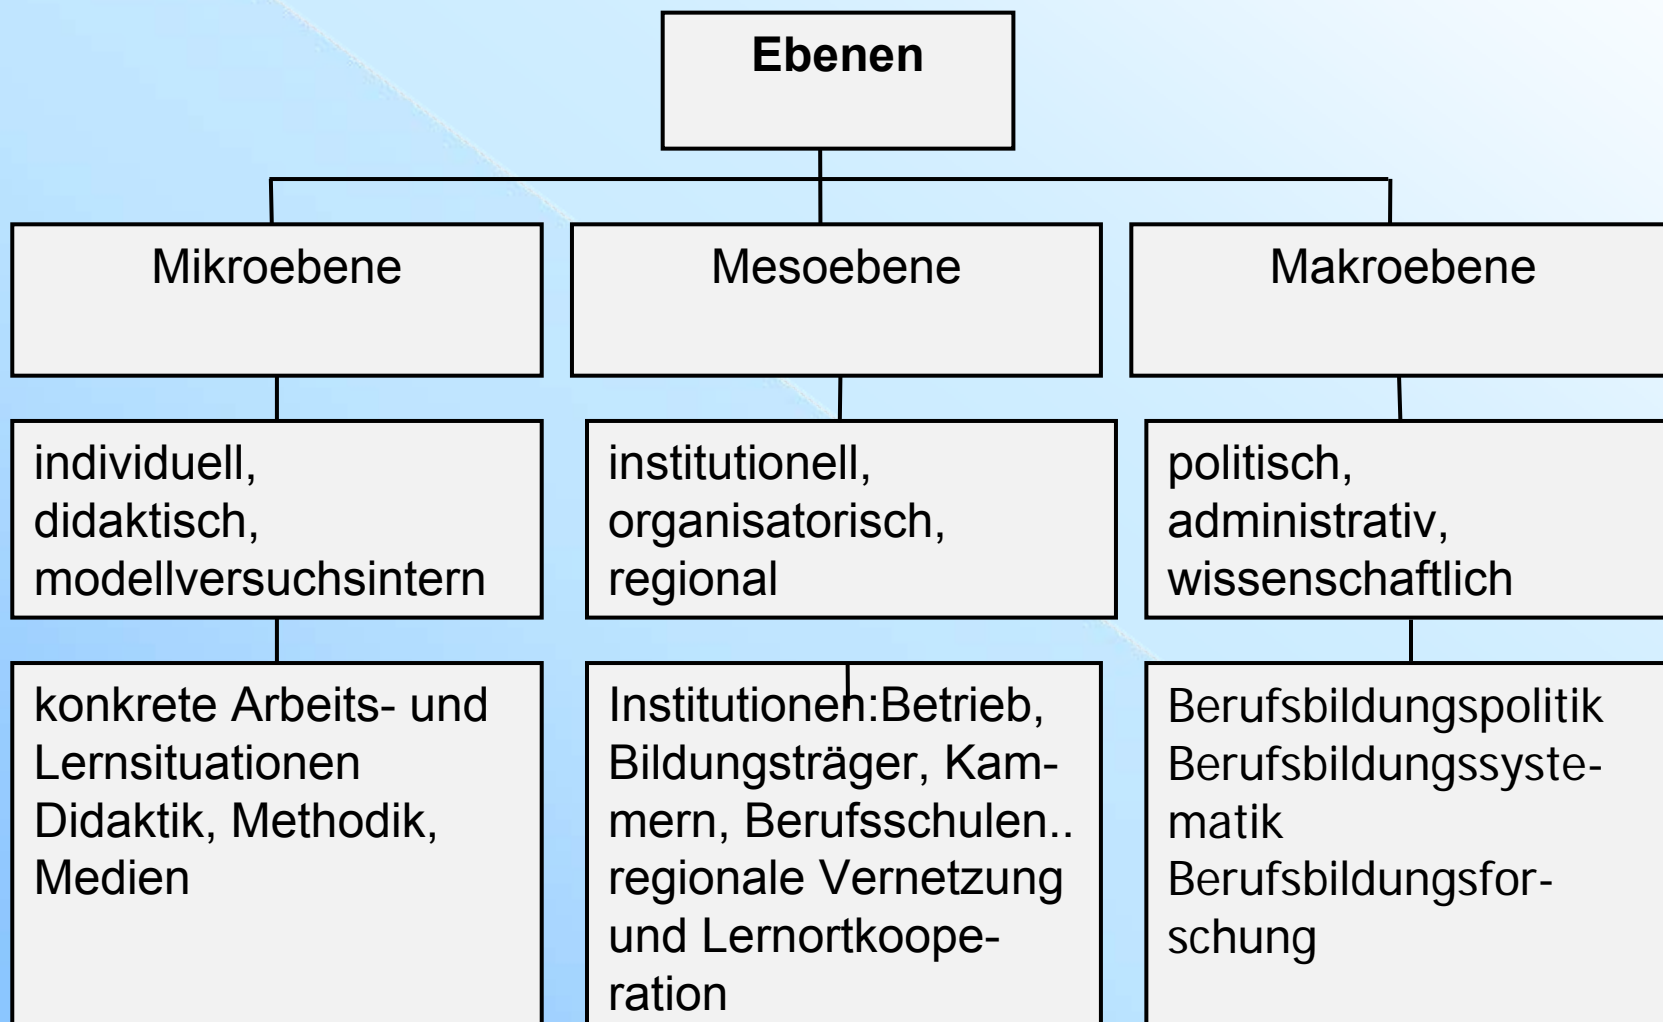 Ebenen
Mikroebene
Mesoebene
Makroebene
individuell,
didaktisch,
modellversuchsintern
institutionell,
organisatorisch,
regional
politisch,
administrativ,
wissenschaftlich
konkrete Arbeits- und
Lernsituationen
Didaktik, Methodik,
Medien
Institutionen:Betrieb,
Bildungsträger, Kam-
mern, Berufsschulen..
regionale Vernetzung
und Lernortkoope-
ration
Berufsbildungspolitik
Berufsbildungssyste-
matik
Berufsbildungsfor-
schung